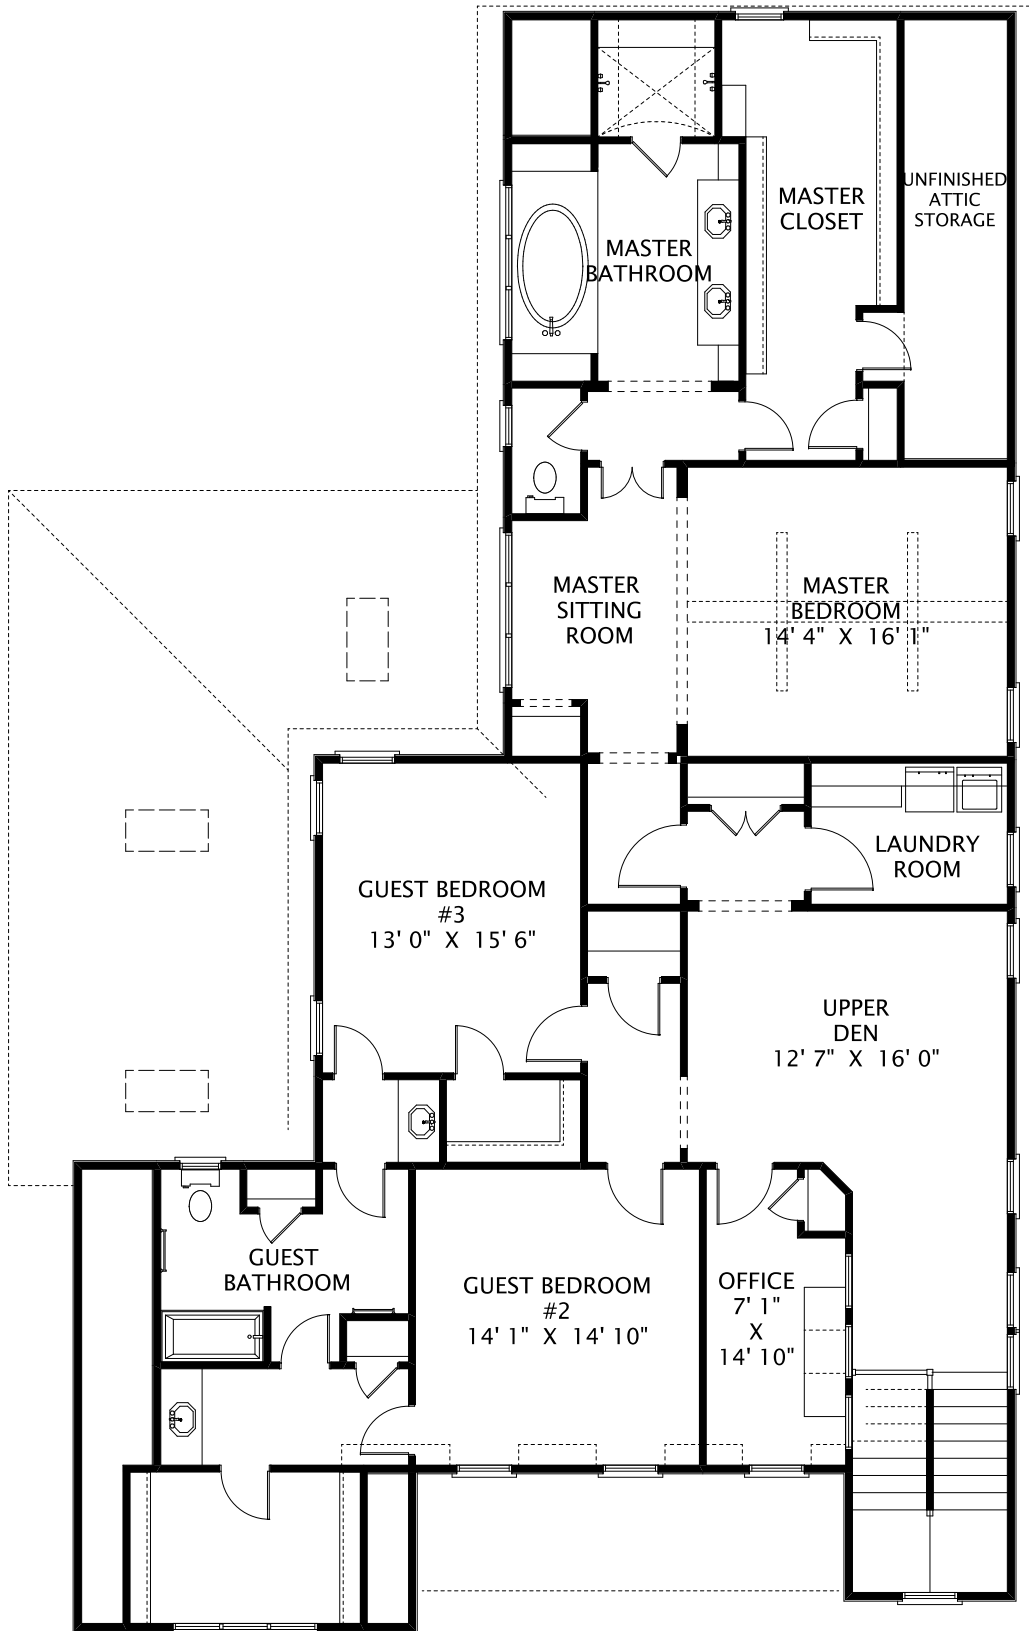 UNFINISHED
ATTIC
STORAGE
MASTER
CLOSET
MASTER
BATHROOM
MASTER
SITTING
ROOM
MASTER
BEDROOM
14' 4" X 16' 1"
LAUNDRY
ROOM
GUEST BEDROOM
#3
13' 0" X 15' 6"
UPPER
DEN
12' 7" X 16' 0"
GUEST
BATHROOM
GUEST BEDROOM
#2
14' 1" X 14' 10"
OFFICE
7' 1"
X
14' 10"